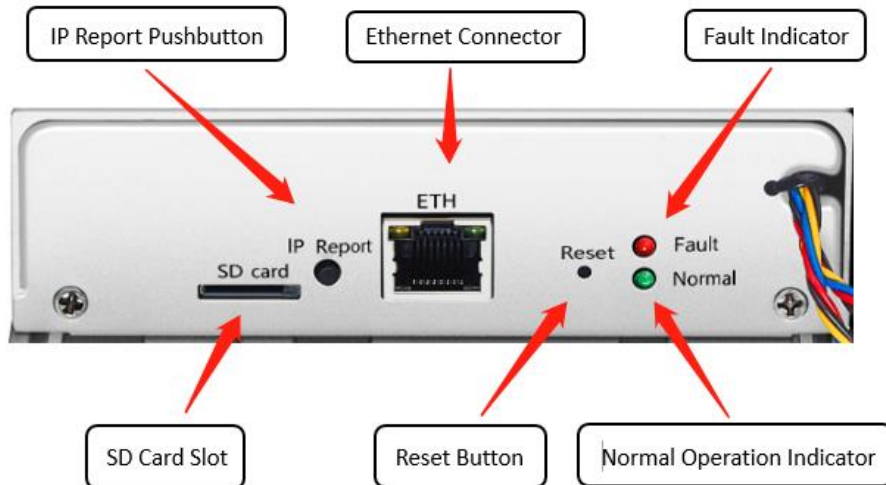 IP Report Pushbutton
Ethernet Connector
Fault Indicator
ETH
IP Report
SD card
Reset
Fault
Normal
SD Card Slot
Reset Button
Normal Operation Indicator